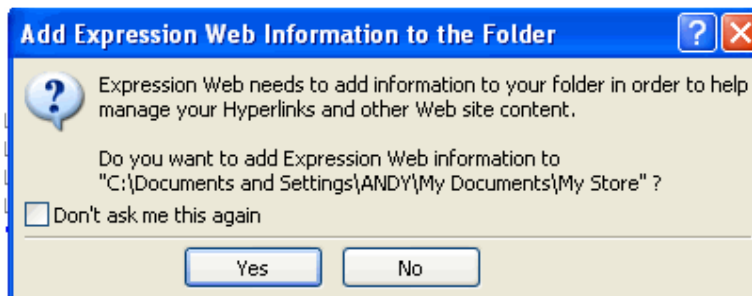 Add Expression Web Information to the Folder
Expression Web needs to add information to your folder in order to help
manage your Hyperlinks and other Web site content.
Do you want to add Expression Web information to
"C:\Documents and Settings\ANDY\My Documents\My Store" ?
Don't ask me this again
Yes No